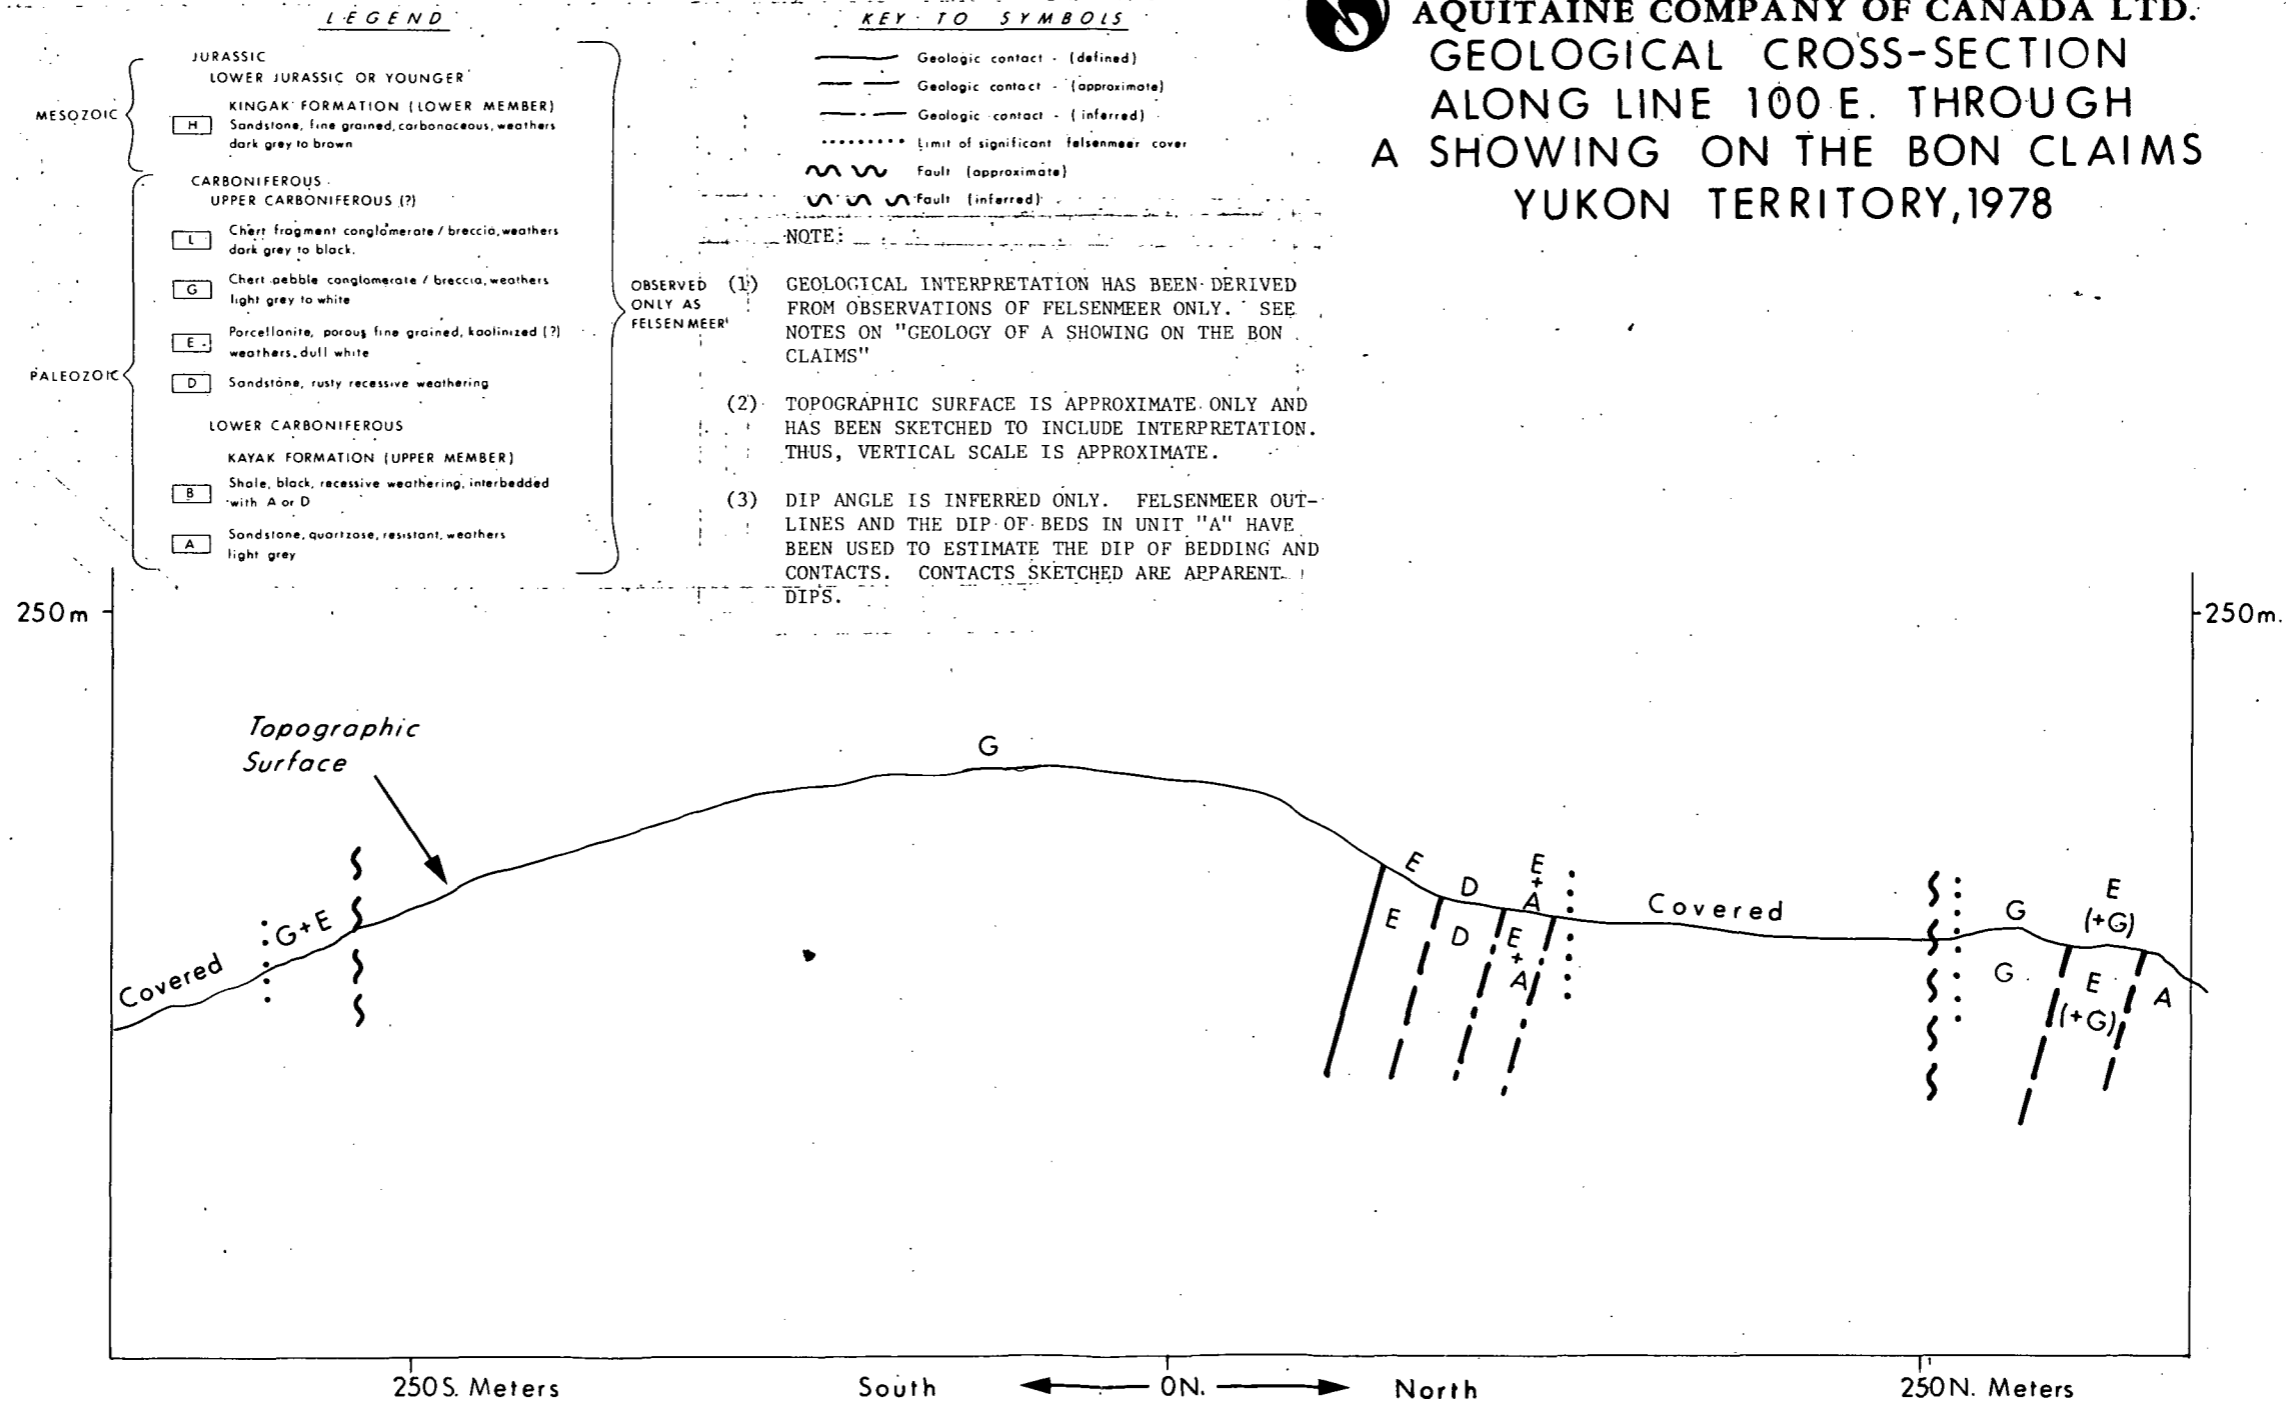 LEGEND
MESOZOIC
JURASSIC
LOWER JURASSIC OR YOUNGER
KINGAK FORMATION (LOWER MEMBER)
H Sandstone, fine grained, carbonaceous, weathers
dark grey to brown
PALEOZOIC
CARBONIFEROUS
UPPER CARBONIFEROUS (?)
L Chert fragment conglomerate / breccia, weathers
dark grey to black.
G Chert pebble conglomerate / breccia, weathers
light grey to white
E Porcellanite, porous fine grained, kaolinized (?)
weathers dull white
D Sandstone, rusty recessive weathering
LOWER CARBONIFEROUS
KAYAK FORMATION (UPPER MEMBER)
B Shale, black, recessive weathering, interbedded
with A or D
A Sandstone, quartzose, resistant, weathers
light grey
OBSERVED
ONLY AS
FELSENMEER
KEY TO SYMBOLS
Geologic contact - (defined)
Geologic contact - (approximate)
Geologic contact - (inferred)
Limit of significant felsenmeer cover
Fault (approximate)
Fault (inferred)
NOTE:
(1) GEOLOGICAL INTERPRETATION HAS BEEN DERIVED
FROM OBSERVATIONS OF FELSENMEER ONLY. SEE
NOTES ON "GEOLOGY OF A SHOWING ON THE BON
CLAIMS"
(2) TOPOGRAPHIC SURFACE IS APPROXIMATE ONLY AND
HAS BEEN SKETCHED TO INCLUDE INTERPRETATION.
THUS, VERTICAL SCALE IS APPROXIMATE.
(3) DIP ANGLE IS INFERRED ONLY. FELSENMEER OUT-
LINES AND THE DIP OF BEDS IN UNIT "A" HAVE
BEEN USED TO ESTIMATE THE DIP OF BEDDING AND
CONTACTS. CONTACTS SKETCHED ARE APPARENT
DIPS.
AQUITAINE COMPANY OF CANADA LTD.
GEOLOGICAL CROSS-SECTION
ALONG LINE 100 E. THROUGH
A SHOWING ON THE BON CLAIMS
YUKON TERRITORY, 1978
250m
250m.
Topographic
Surface
G
Covered
G+E
E
D
E
+
A
Covered
G
E
(+G)
E
D
E
+
A
G
E
(+G)
A
250S. Meters
South
0N.
North
250N. Meters